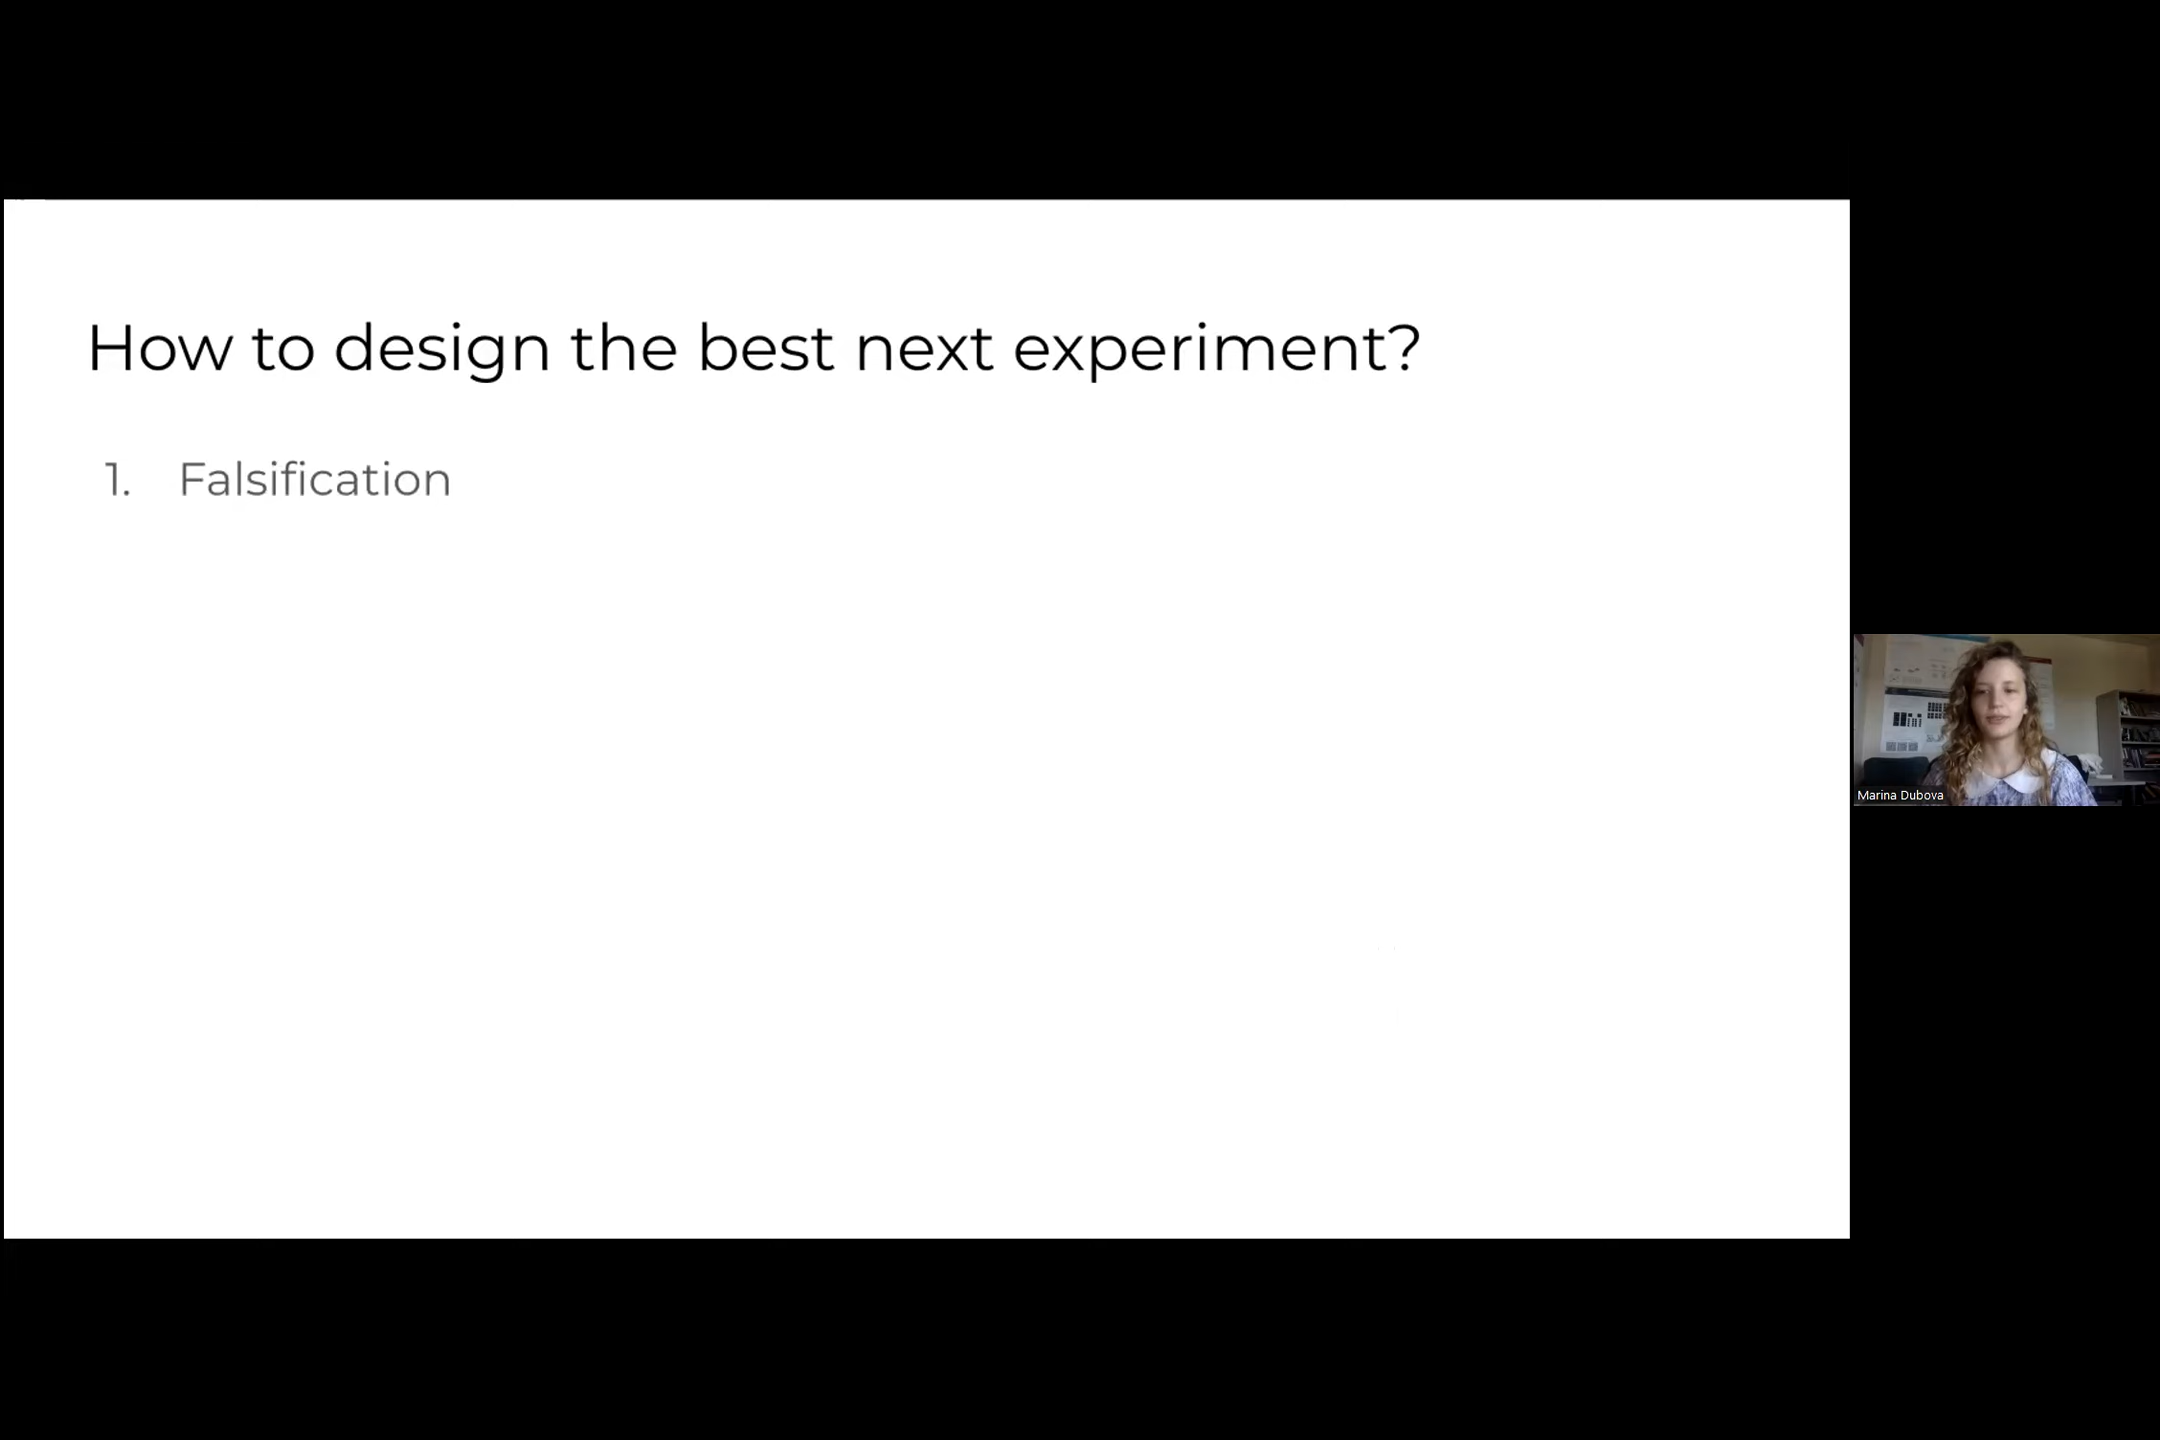 How to design the best next experiment?
1. Falsification
Marina Dubova